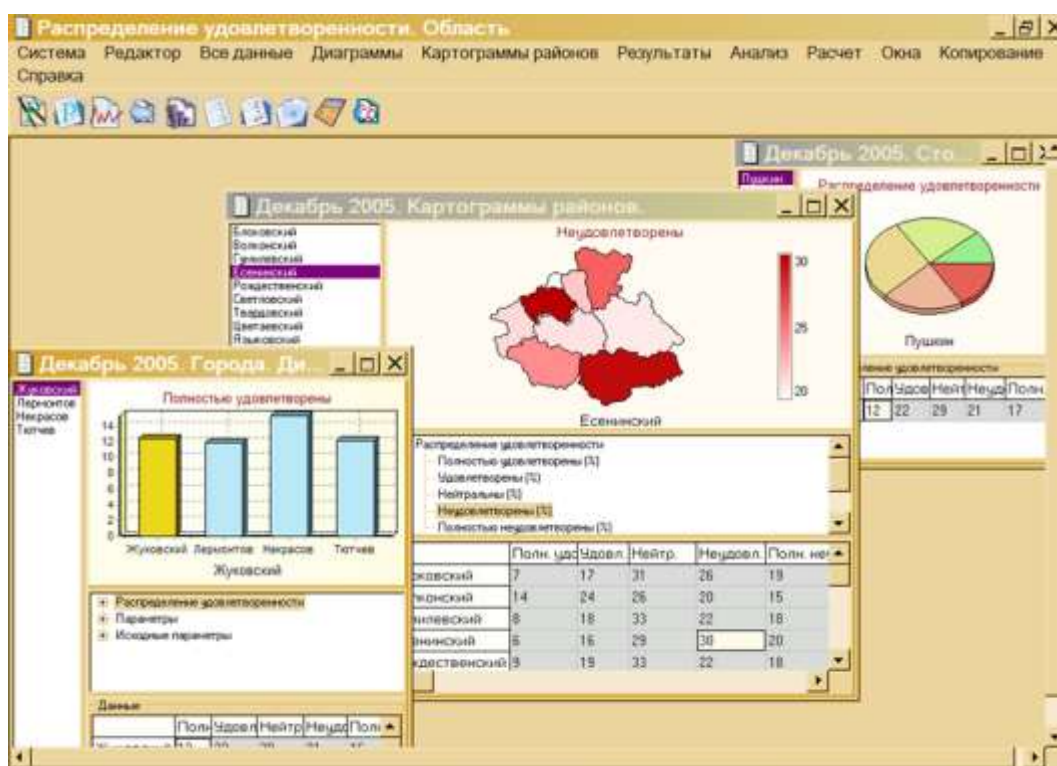 Распределение удовлетворенности. Область
Система Редактор Все данные Диаграммы Картограммы районов Результаты Анализ Расчет Окна Копирование
Справка
Декабрь 2005. Сто...
Пушкин
Распределение удовлетворенности
Пушкин
12 22 29 21 17
Декабрь 2005. Картограммы районов.
Блоковский
Волконский
Гумилевский
Есенинский
Рождественский
Светловский
Твардовский
Цветаевский
Языковский
Неудовлетворены
30
25
20
Есенинский
Распределение удовлетворенности
Полностью удовлетворены (%)
Удовлетворены (%)
Нейтральны (%)
Неудовлетворены (%)
Полностью неудовлетворены (%)
Полн. удо Удовл. Нейтр. Неудовл. Полн. неу
оковский 7 17 31 26 19
лконский 14 24 26 20 15
милевский 8 18 33 22 18
енинский 6 16 29 30 20
ждественский 9 19 33 22 18
Декабрь 2005. Города. Ди...
Жуковский
Лермонтов
Некрасов
Тютчев
Полностью удовлетворены
14
12
10
8
6
4
2
0
Жуковский Лермонтов Некрасов Тютчев
Жуковский
Распределение удовлетворенности
Параметры
Исходные параметры
Данные
Полн Удовл Нейтр Неудо Полн